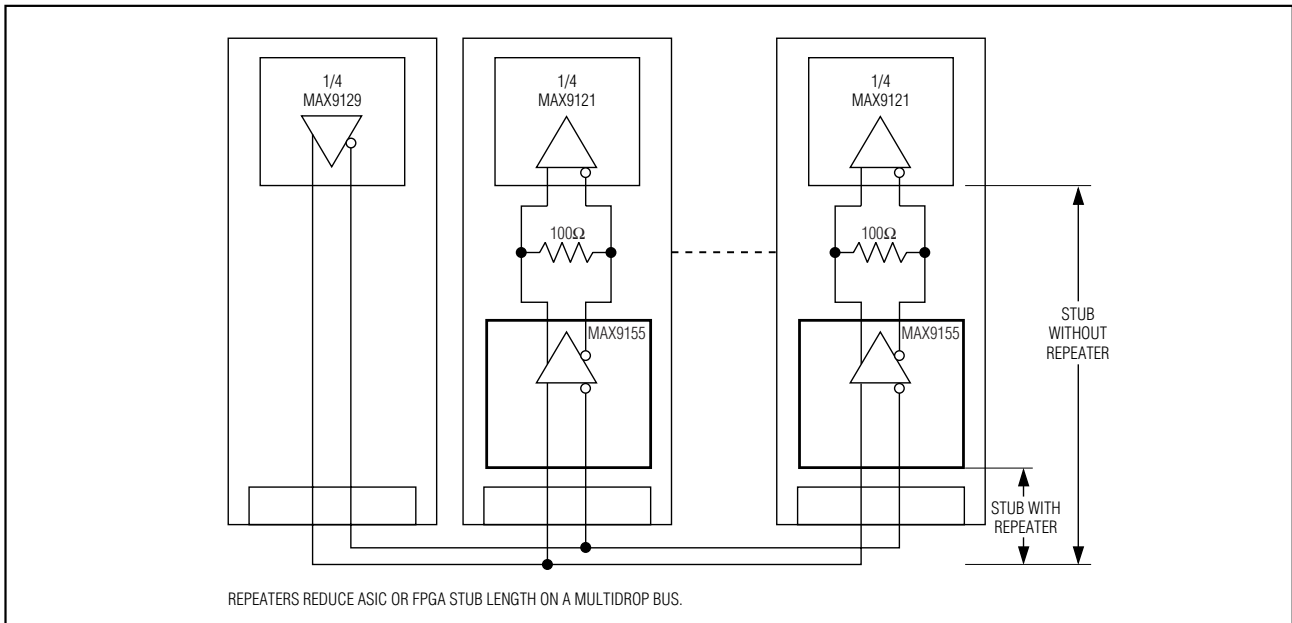 1/4
MAX9129
1/4
MAX9121
1/4
MAX9121
100Ω
100Ω
MAX9155
MAX9155
STUB
WITHOUT
REPEATER
STUB WITH
REPEATER
REPEATERS REDUCE ASIC OR FPGA STUB LENGTH ON A MULTIDROP BUS.